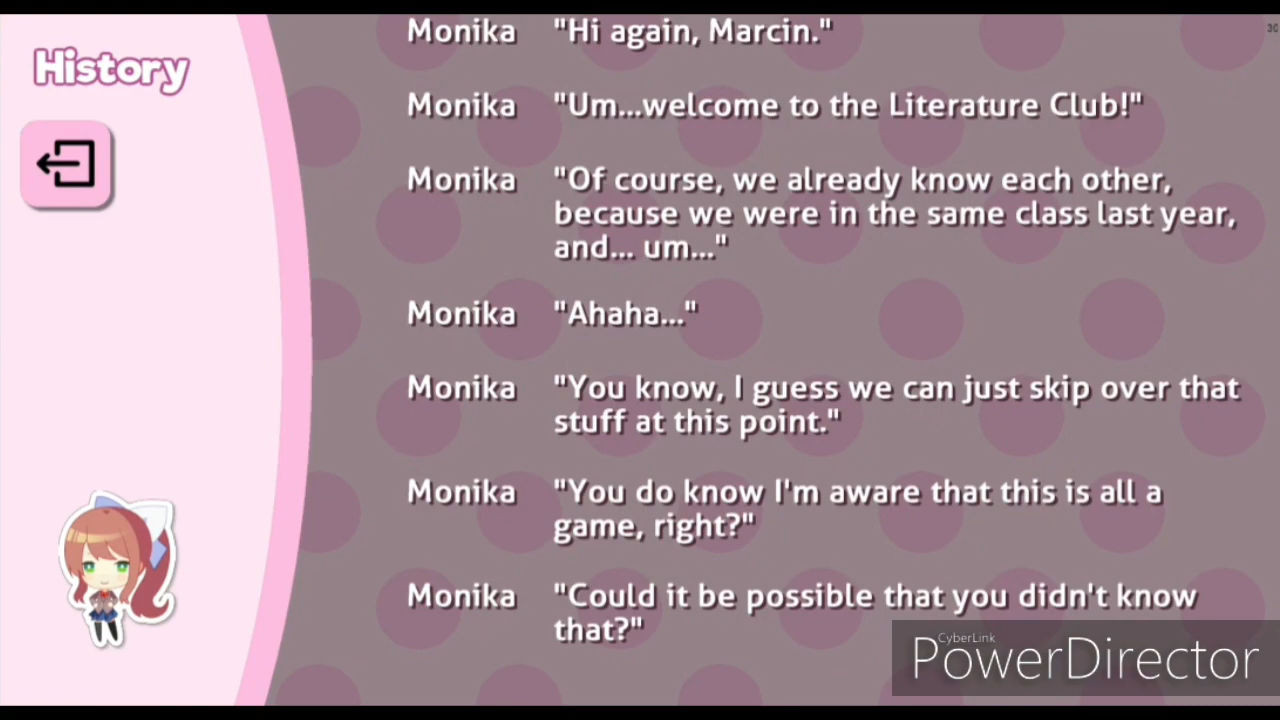 History
Monika "Hi again, Marcin."
Monika "Um...welcome to the Literature Club!"
Monika "Of course, we already know each other,
because we were in the same class last year,
and... um..."
Monika "Ahaha..."
Monika "You know, I guess we can just skip over that
stuff at this point."
Monika "You do know I'm aware that this is all a
game, right?"
Monika "Could it be possible that you didn't know
that?"
CyberLink
PowerDirector